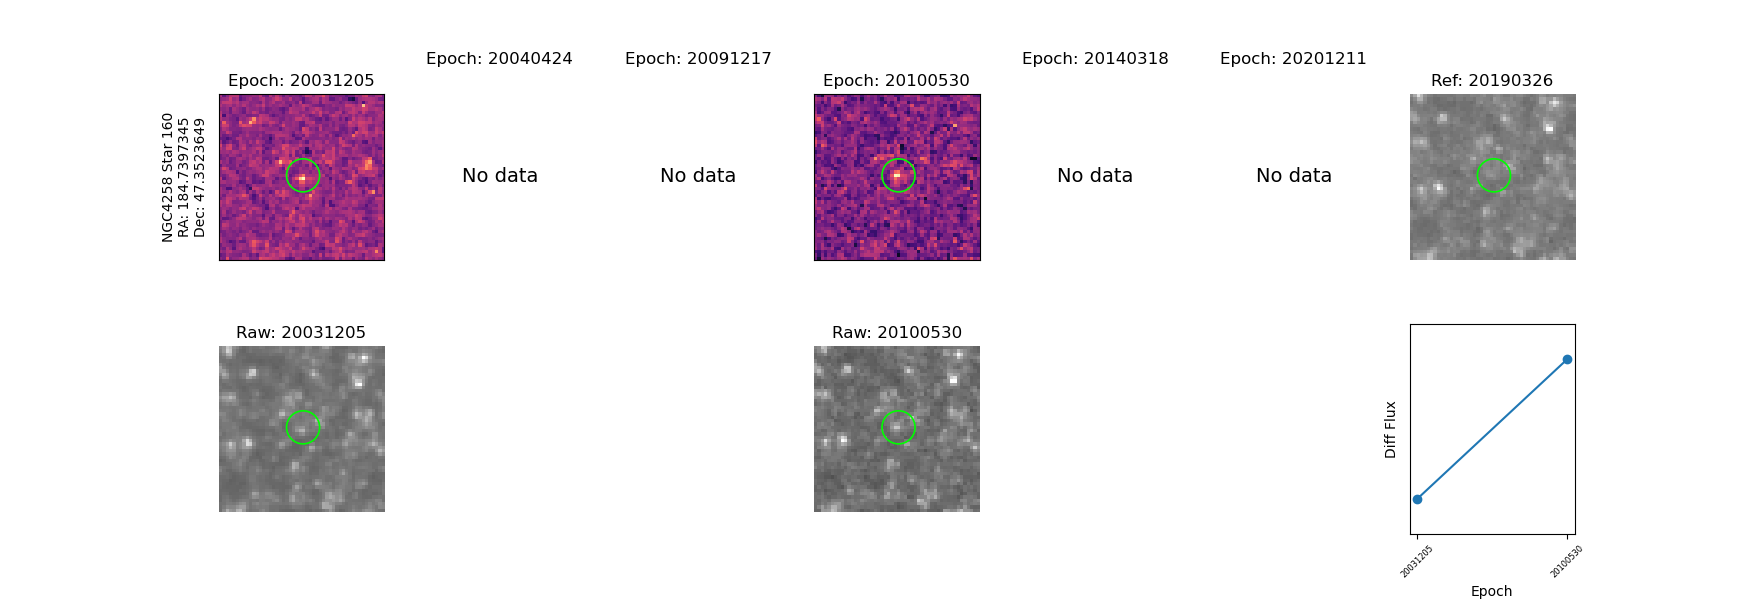 NGC4258 Star 160
RA: 184.7397345
Dec: 47.3523649
Epoch: 20031205
Epoch: 20040424
No data
Epoch: 20091217
No data
Epoch: 20100530
Epoch: 20140318
No data
Epoch: 20201211
No data
Ref: 20190326
Raw: 20031205
Raw: 20100530
Diff Flux
20031205
20100530
Epoch